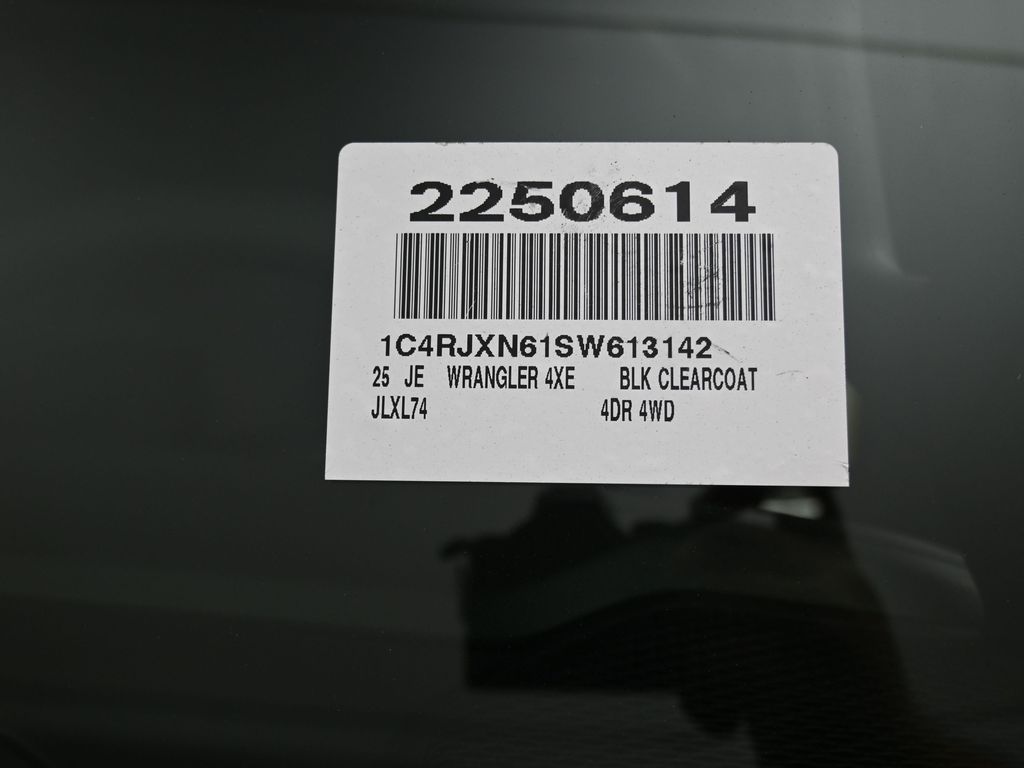 2250614
1C4RJXN61SW613142
25 JE WRANGLER 4XE BLK CLEARCOAT
JLXL74 4DR 4WD